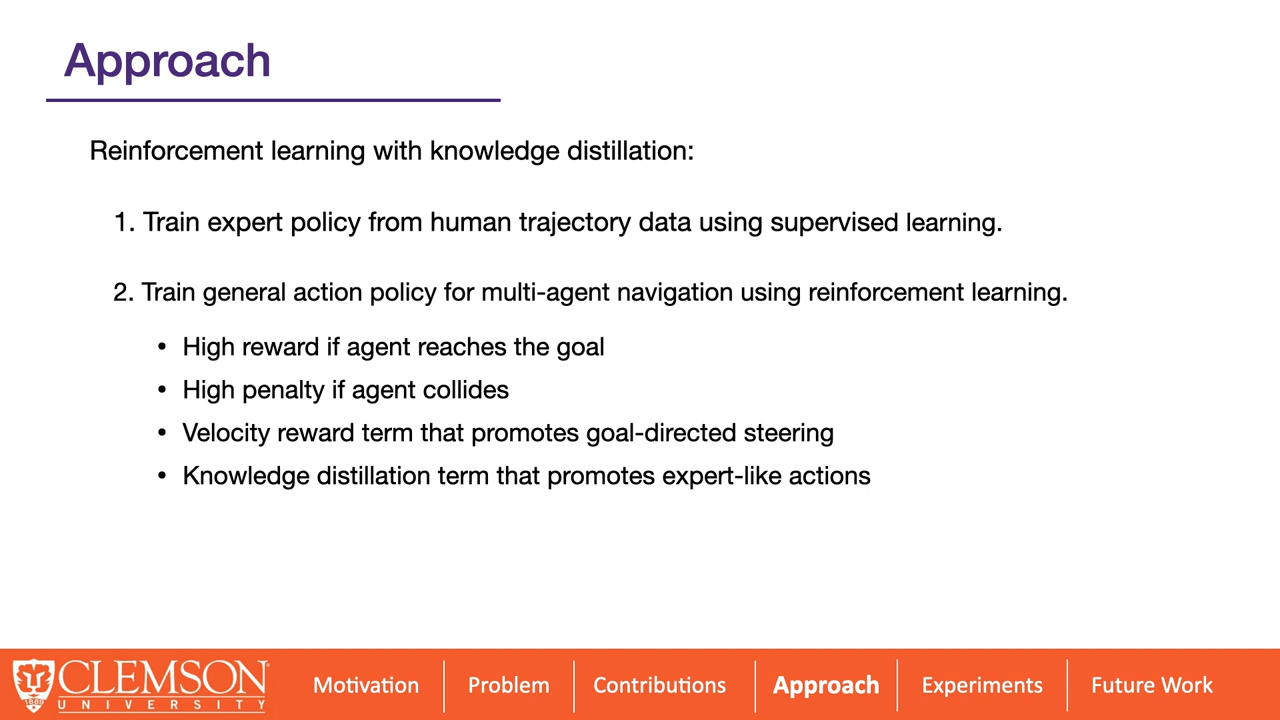 Approach
Reinforcement learning with knowledge distillation:
1. Train expert policy from human trajectory data using supervised learning.
2. Train general action policy for multi-agent navigation using reinforcement learning.
• High reward if agent reaches the goal
• High penalty if agent collides
• Velocity reward term that promotes goal-directed steering
• Knowledge distillation term that promotes expert-like actions
CLEMSON
UNIVERSITY
Motivation
Problem
Contributions
Approach
Experiments
Future Work